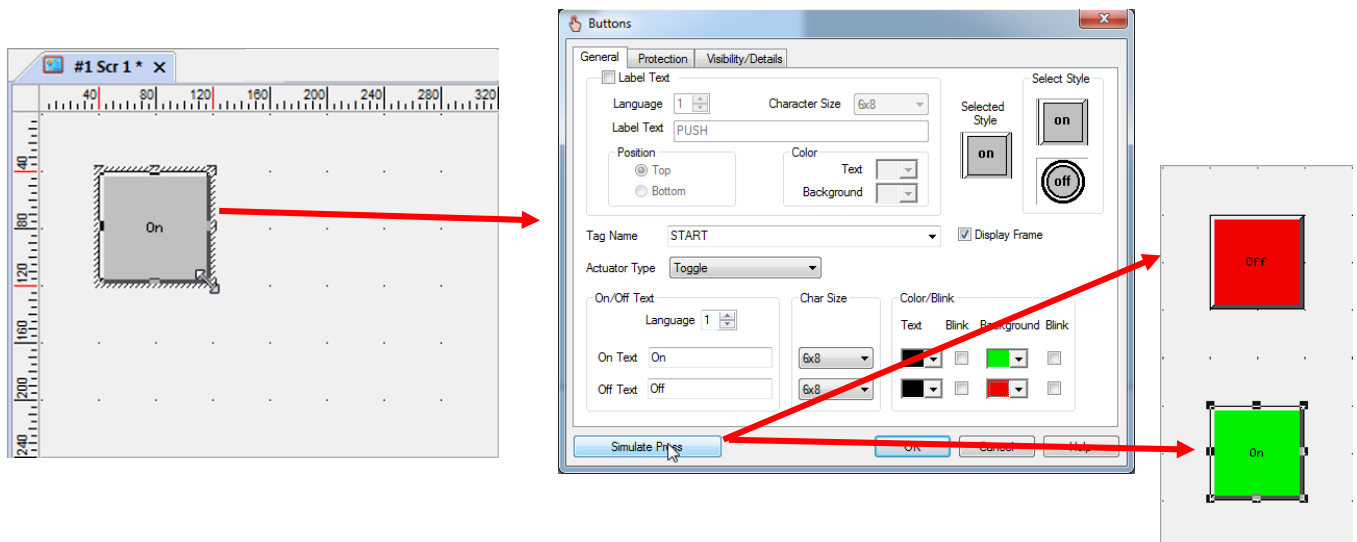 #1 Scr 1 *
40 80 120 160 200 240 280 320
40
80
120
160
200
240
On
Buttons
General Protection Visibility/Details
Label Text
Language 1
Character Size 6x8
Label Text PUSH
Position
Top
Bottom
Color
Text
Background
Selected
Style
on
Select Style
on
off
Tag Name START
Display Frame
Actuator Type Toggle
On/Off Text
Language 1
Char Size
Color/Blink
Text Blink Background Blink
On Text On 6x8
Off Text Off 6x8
Simulate Press
OK Cancel Help
Off
On